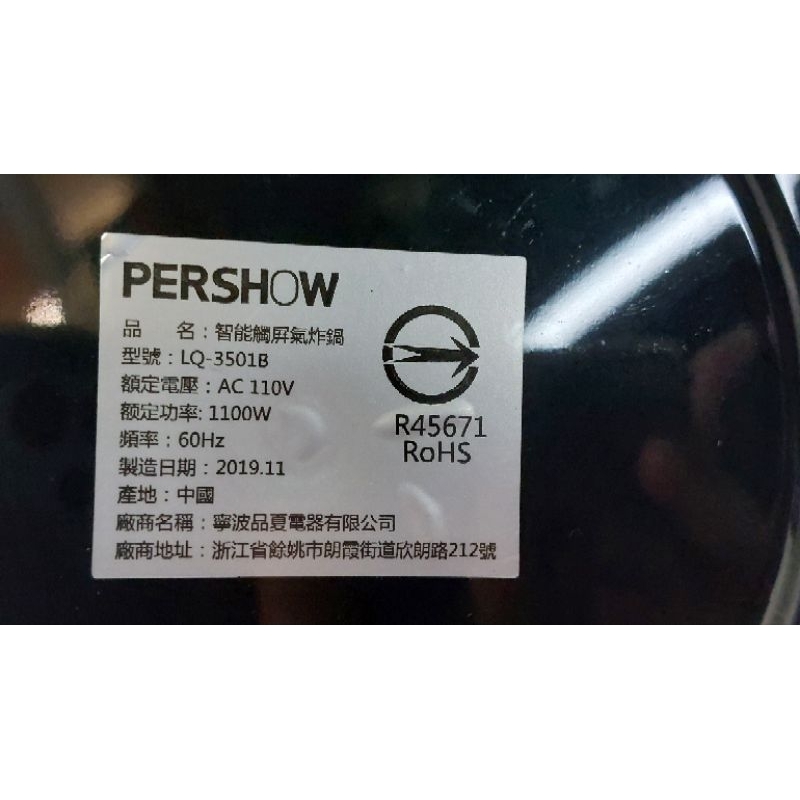 PERSHOW
品 名：智能觸屛氣炸鍋
型號：LQ-3501B
額定電壓：AC 110V
额定功率: 1100W
頻率：60Hz
製造日期：2019.11
產地：中國
廠商名稱：寧波品夏電器有限公司
廠商地址：浙江省餘姚市朗霞街道欣朗路212號
R45671
RoHS